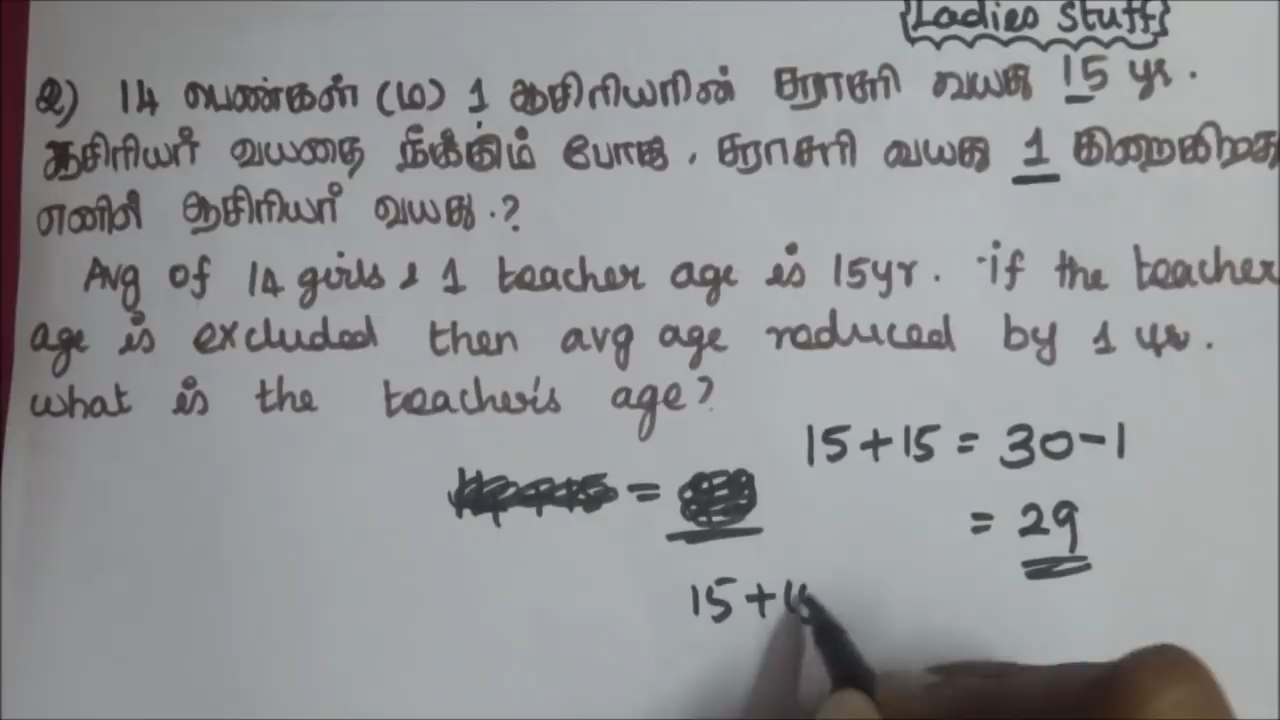 {Ladies Stuff}
2) 14 பெண்கள் (ம) 1 ஆசிரியரின் சராசரி வயது 15 yr.
ஆசிரியர் வயதை நீக்கும் போது, சராசரி வயது 1 குறைகிறது
எனில் ஆசிரியர் வயது.?
Avg of 14 girls & 1 teacher age is 15yr. if the teacher
age is excluded then avg age reduced by 1 yr.
what is the teacher's age?
15+15 = 30-1
=
= 29
15+